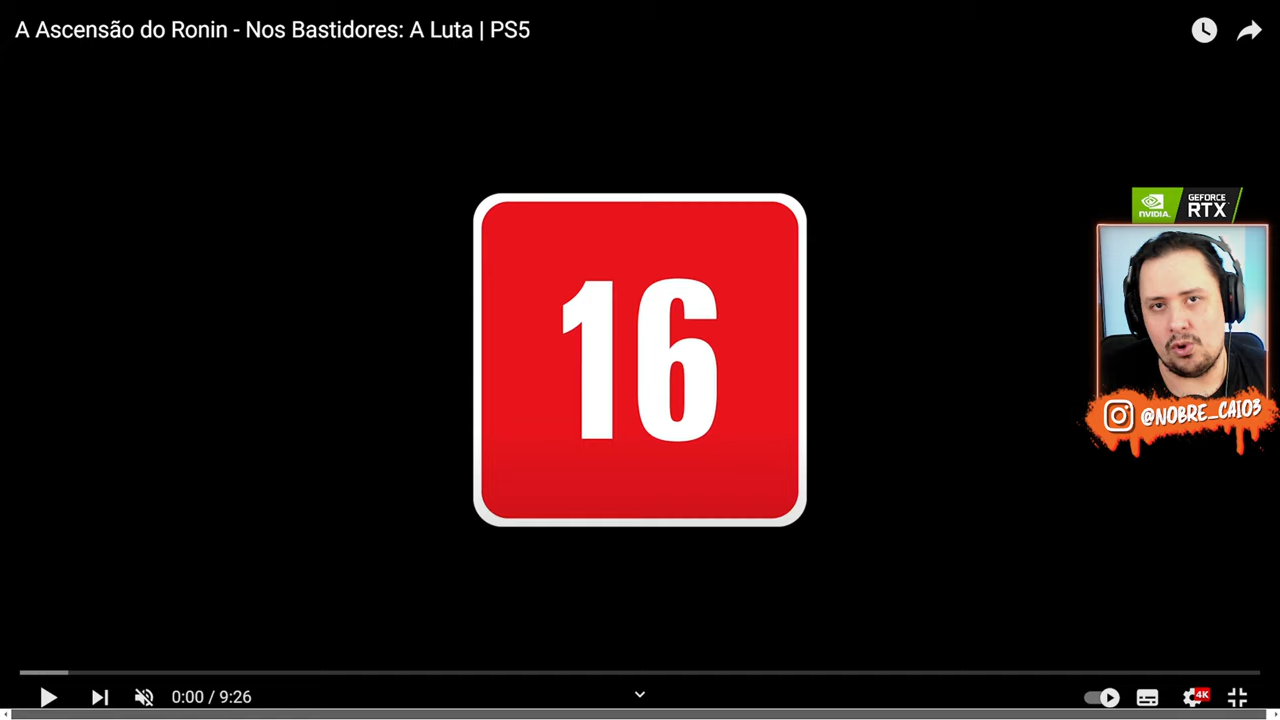 A Ascensão do Ronin - Nos Bastidores: A Luta | PS5
16
NVIDIA. GEFORCE RTX
@NOBRE_CAIO3
0:00 / 9:26
4K